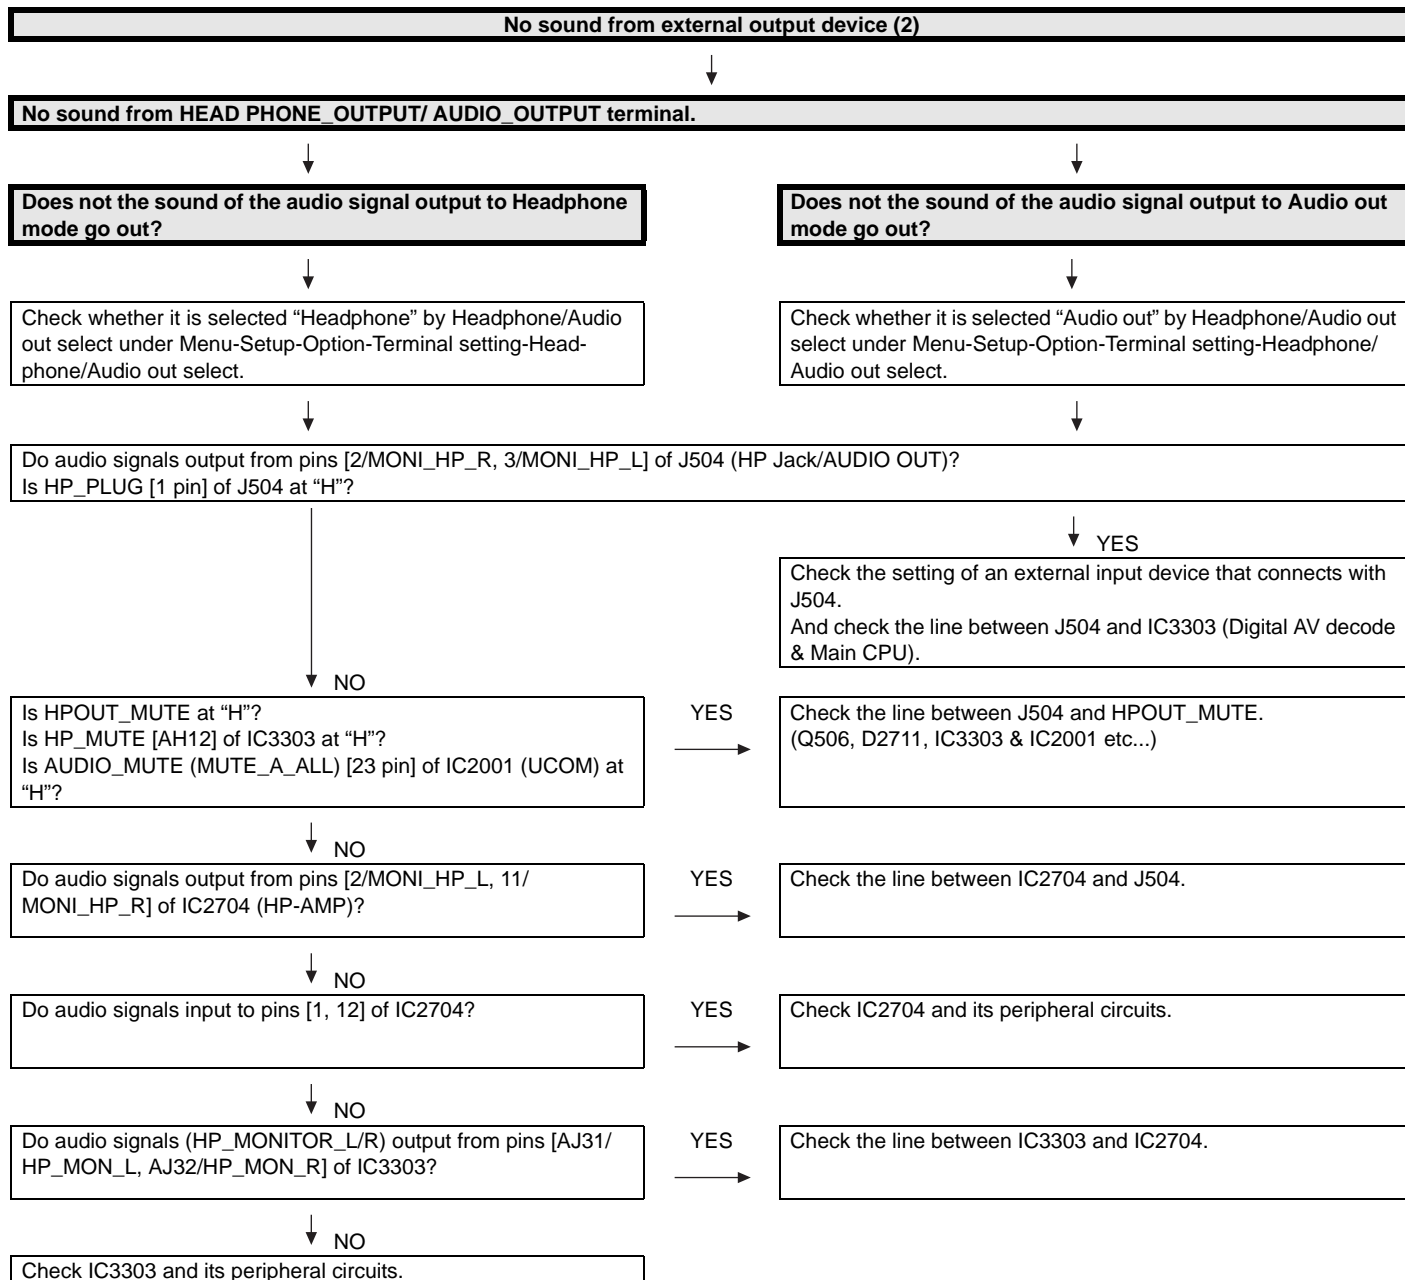 No sound from external output device (2)
No sound from HEAD PHONE_OUTPUT/ AUDIO_OUTPUT terminal.
Does not the sound of the audio signal output to Headphone
mode go out?
Does not the sound of the audio signal output to Audio out
mode go out?
Check whether it is selected “Headphone” by Headphone/Audio
out select under Menu-Setup-Option-Terminal setting-Head-
phone/Audio out select.
Check whether it is selected “Audio out” by Headphone/Audio out
select under Menu-Setup-Option-Terminal setting-Headphone/
Audio out select.
Do audio signals output from pins [2/MONI_HP_R, 3/MONI_HP_L] of J504 (HP Jack/AUDIO OUT)?
Is HP_PLUG [1 pin] of J504 at “H”?
YES
Check the setting of an external input device that connects with
J504.
And check the line between J504 and IC3303 (Digital AV decode
& Main CPU).
NO
Is HPOUT_MUTE at “H”?
Is HP_MUTE [AH12] of IC3303 at “H”?
Is AUDIO_MUTE (MUTE_A_ALL) [23 pin] of IC2001 (UCOM) at
“H”?
YES
Check the line between J504 and HPOUT_MUTE.
(Q506, D2711, IC3303 & IC2001 etc...)
NO
Do audio signals output from pins [2/MONI_HP_L, 11/
MONI_HP_R] of IC2704 (HP-AMP)?
YES
Check the line between IC2704 and J504.
NO
Do audio signals input to pins [1, 12] of IC2704?
YES
Check IC2704 and its peripheral circuits.
NO
Do audio signals (HP_MONITOR_L/R) output from pins [AJ31/
HP_MON_L, AJ32/HP_MON_R] of IC3303?
YES
Check the line between IC3303 and IC2704.
NO
Check IC3303 and its peripheral circuits.